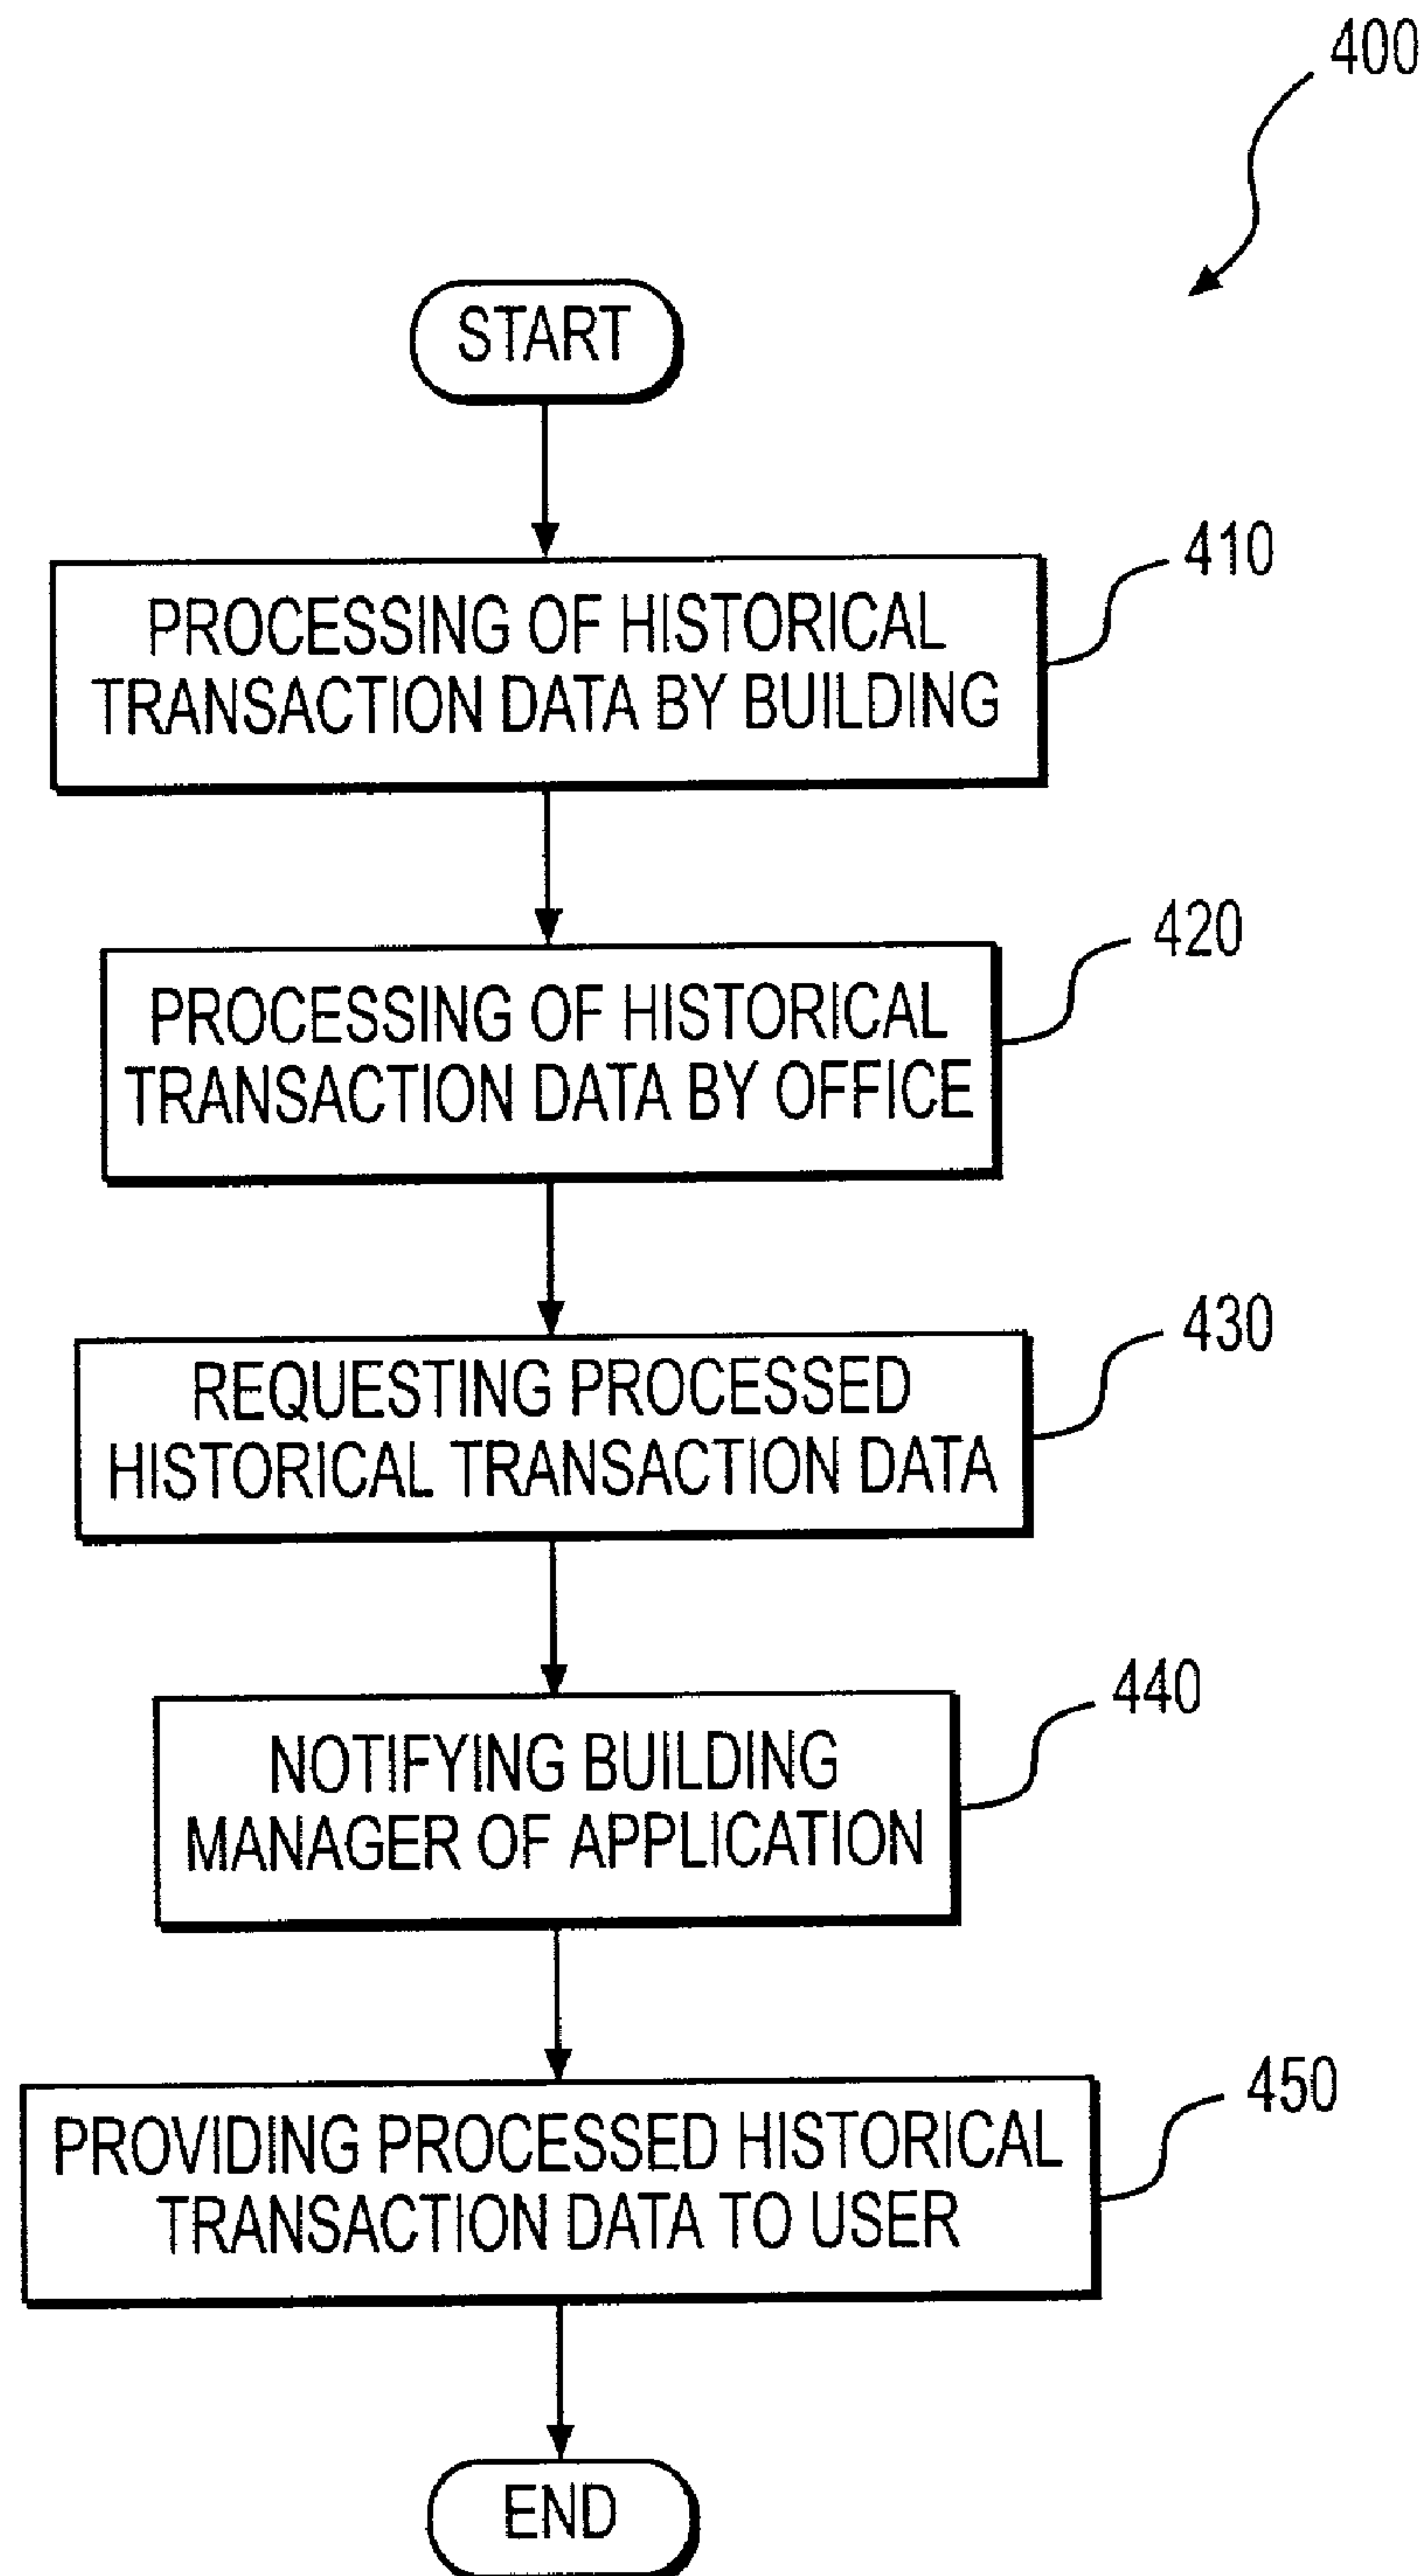 400
START
410
PROCESSING OF HISTORICAL
TRANSACTION DATA BY BUILDING
420
PROCESSING OF HISTORICAL
TRANSACTION DATA BY OFFICE
430
REQUESTING PROCESSED
HISTORICAL TRANSACTION DATA
440
NOTIFYING BUILDING
MANAGER OF APPLICATION
450
PROVIDING PROCESSED HISTORICAL
TRANSACTION DATA TO USER
END